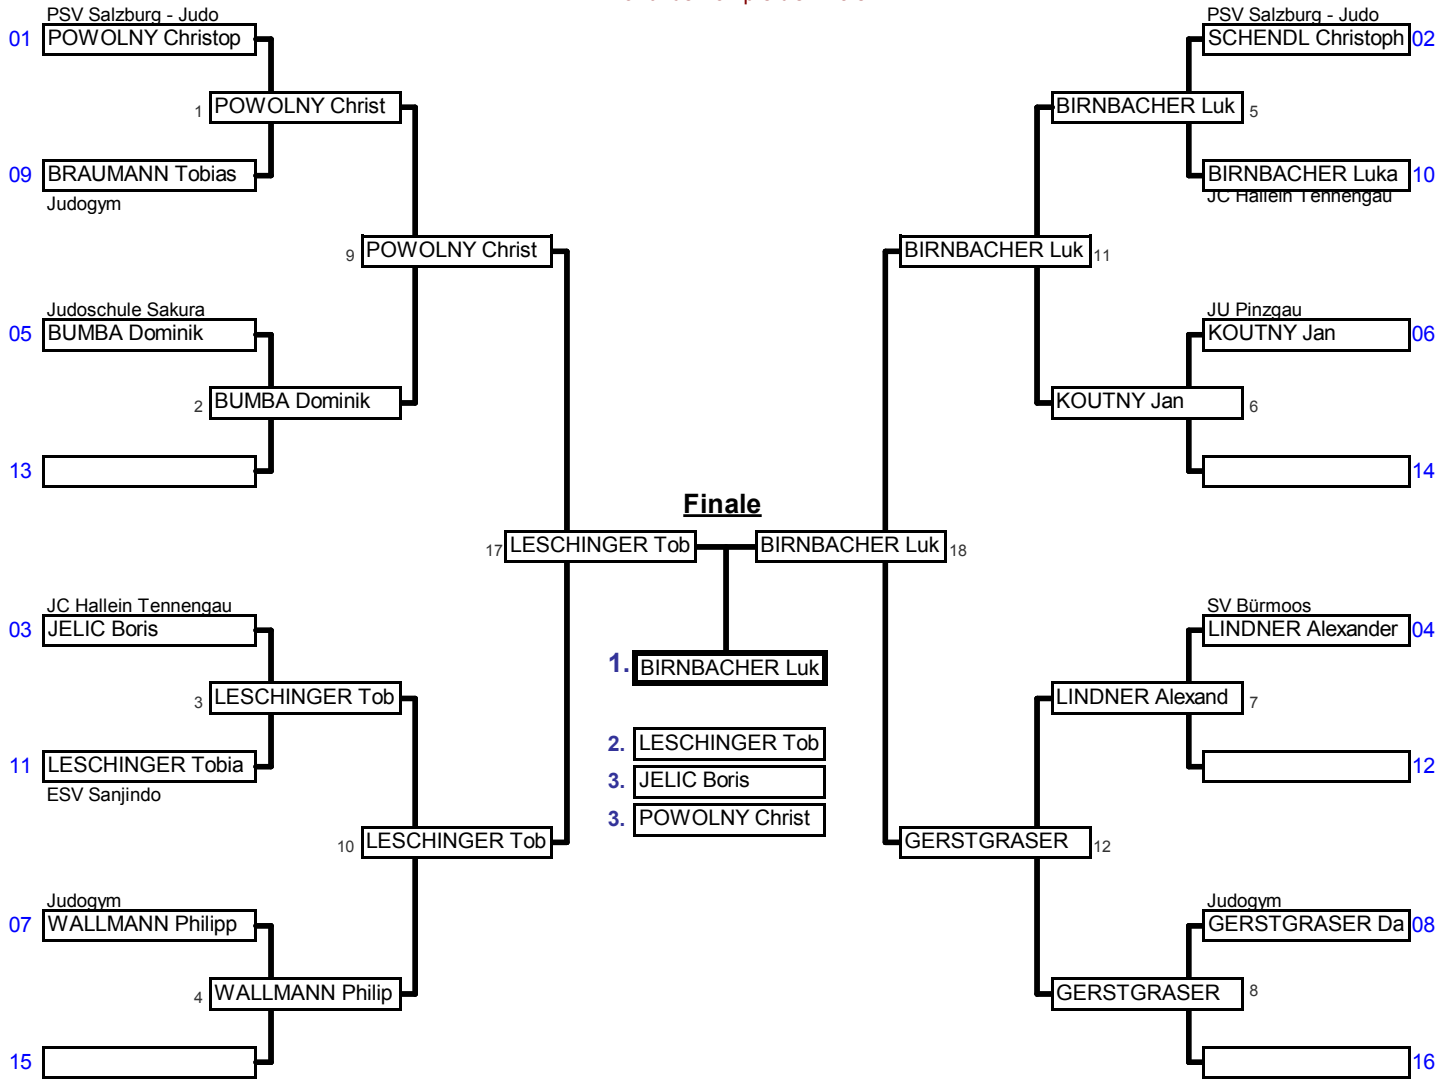 PSV Salzburg - Judo
01 POWOLNY Christop
1 POWOLNY Christ
09 BRAUMANN Tobias
Judogym
9 POWOLNY Christ
Judoschule Sakura
05 BUMBA Dominik
2 BUMBA Dominik
13
17 LESCHINGER Tob
JC Hallein Tennengau
03 JELIC Boris
3 LESCHINGER Tob
11 LESCHINGER Tobia
ESV Sanjindo
10 LESCHINGER Tob
Judogym
07 WALLMANN Philipp
4 WALLMANN Philip
15
Finale
1. BIRNBACHER Luk
2. LESCHINGER Tob
3. JELIC Boris
3. POWOLNY Christ
PSV Salzburg - Judo
SCHENDL Christoph 02
BIRNBACHER Luk 5
BIRNBACHER Luka 10
JC Hallein Tennengau
BIRNBACHER Luk 11
JU Pinzgau
KOUTNY Jan 06
KOUTNY Jan 6
14
BIRNBACHER Luk 18
SV Bürmoos
LINDNER Alexander 04
LINDNER Alexand 7
12
GERSTGRASER 12
Judogym
GERSTGRASER Da 08
GERSTGRASER 8
16